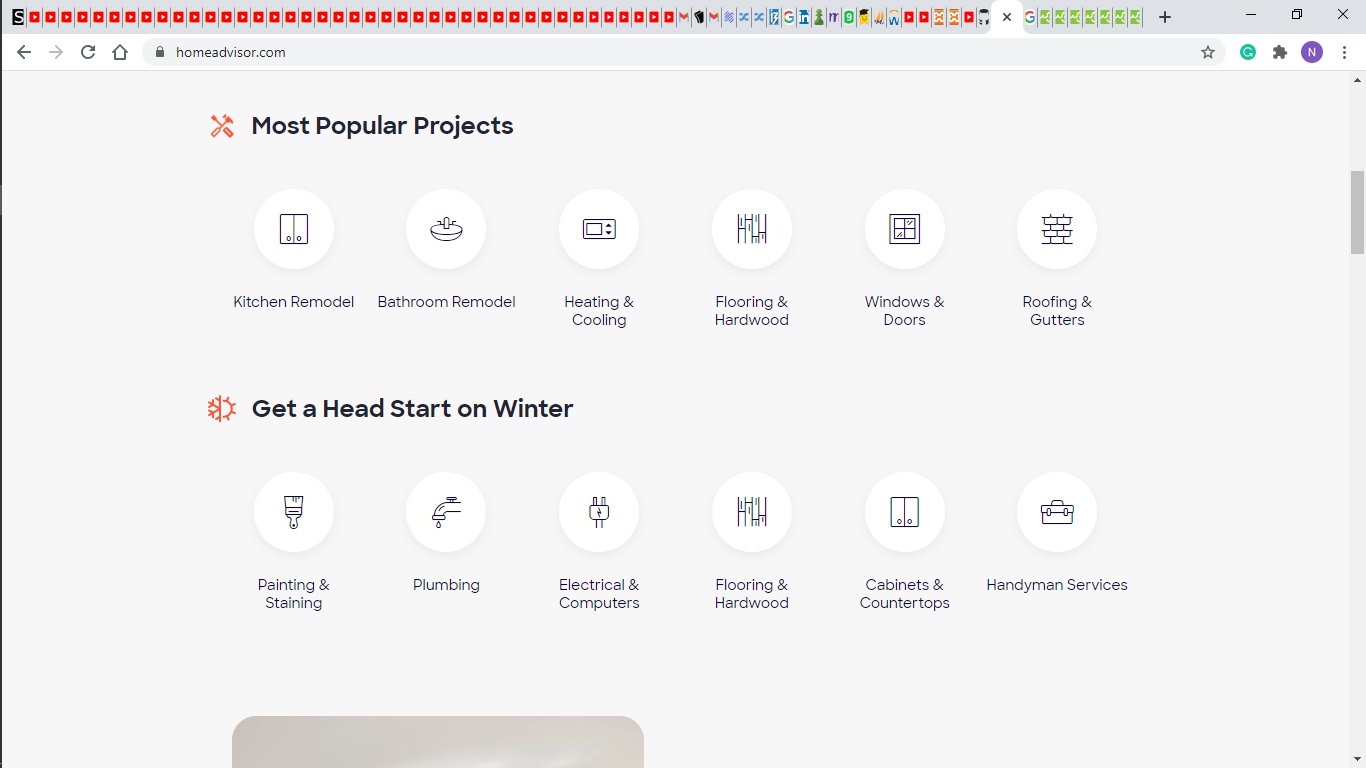 homeadvisor.com
N
Most Popular Projects
Kitchen Remodel
Bathroom Remodel
Heating &
Cooling
Flooring &
Hardwood
Windows &
Doors
Roofing &
Gutters
Get a Head Start on Winter
Painting &
Staining
Plumbing
Electrical &
Computers
Flooring &
Hardwood
Cabinets &
Countertops
Handyman Services